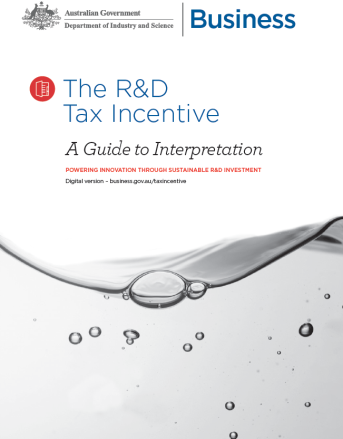 Australian Government
Department of Industry and Science
Business
The R&D
Tax Incentive
A Guide to Interpretation
POWERING INNOVATION THROUGH SUSTAINABLE R&D INVESTMENT
Digital version – business.gov.au/taxincentive